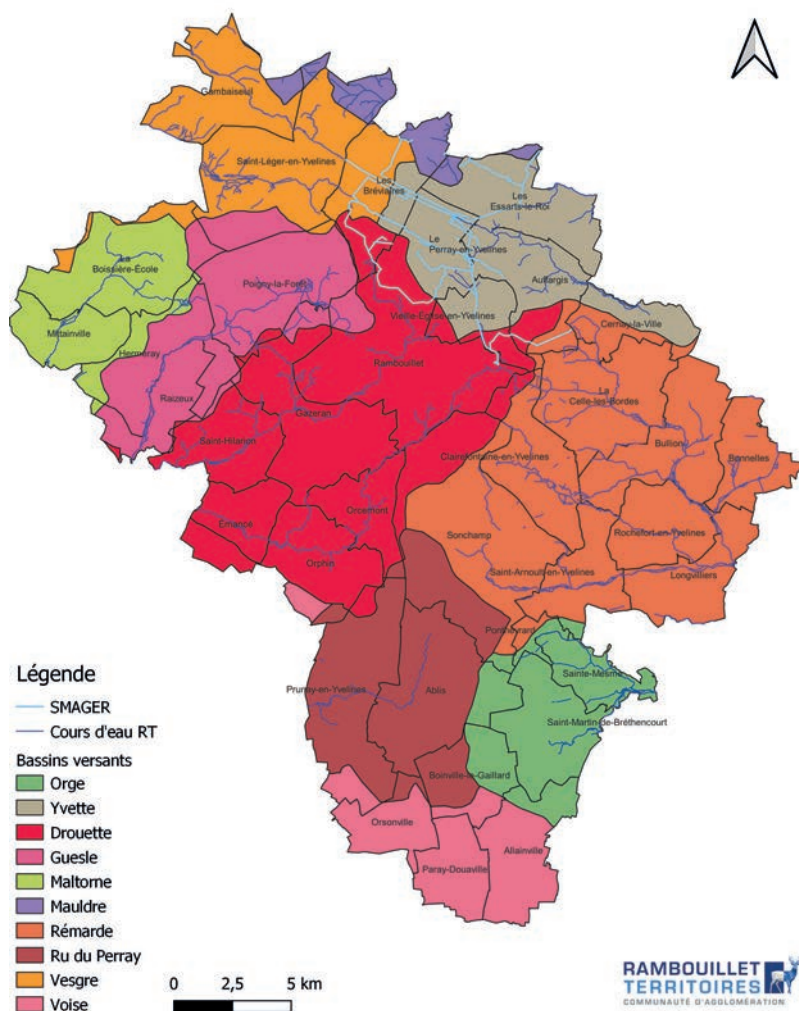 Gambaiseuil
Saint-Léger-en-Yvelines
Les
Bréviaires
Les
Essarts-le-Roi
Le
Perray-en-Yvelines
La
Boissière-École
Auffargis
Poigny-la-Forêt
Vieille-Église-en-Yvelines
Cernay-la-Ville
Mittainville
Hermeray
Rambouillet
La
Celle-les-Bordes
Raizeux
Gazeran
Saint-Hilarion
Clairefontaine-en-Yvelines
Bullion
Bonnelles
Orcemont
Émancé
Sonchamp
Rochefort-en-Yvelines
Orphin
Saint-Arnoult-en-Yvelines
Longvilliers
Ponthévrard
Sainte-Mesme
Prunay-en-Yvelines
Ablis
Saint-Martin-de-Bréthencourt
Boinville-le-Gaillard
Orsonville
Allainville
Paray-Douaville
Légende
SMAGER
Cours d'eau RT
Bassins versants
Orge
Yvette
Drouette
Guesle
Maltorne
Mauldre
Rémarde
Ru du Perray
Vesgre
Voise
0 2,5 5 km
RAMBOUILLET
TERRITOIRES
COMMUNAUTÉ D'AGGLOMÉRATION